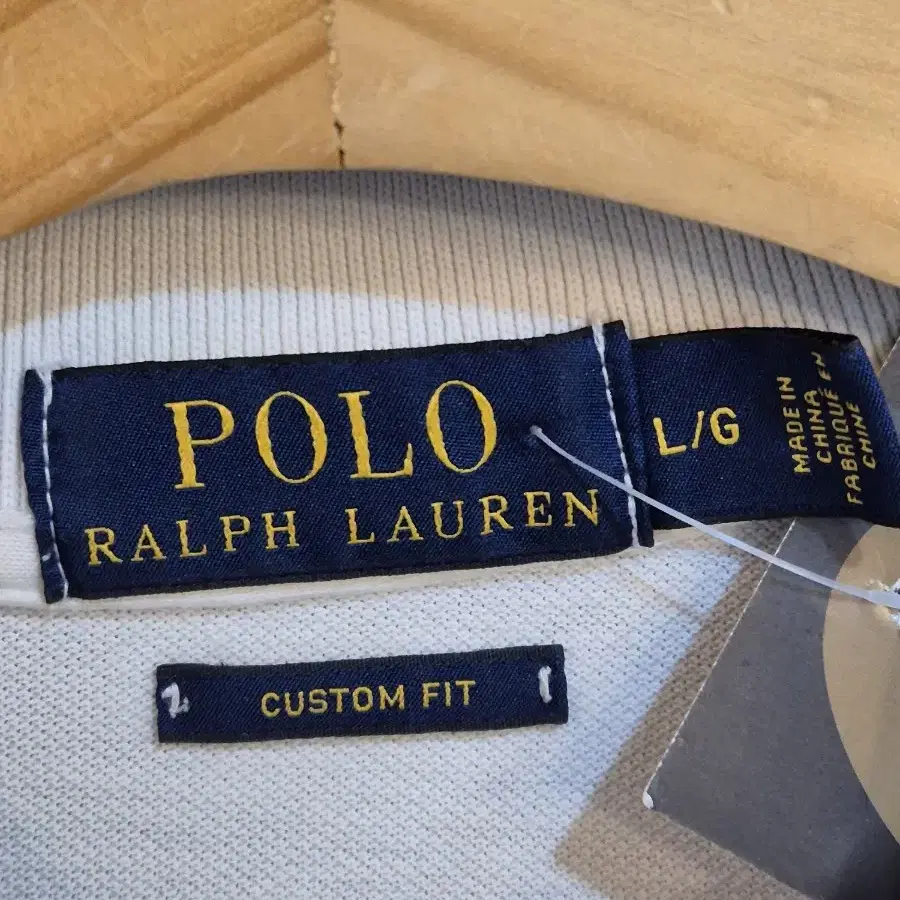 POLO
RALPH LAUREN
L/G
MADE IN
CHINA
FABRIQUÉ EN
CHINE
CUSTOM FIT